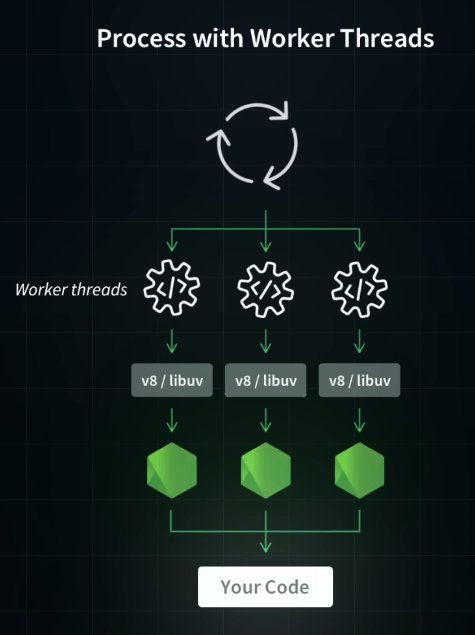 Process with Worker Threads
Worker threads
</>
</>
</>
v8 / libuv
v8 / libuv
v8 / libuv
Your Code